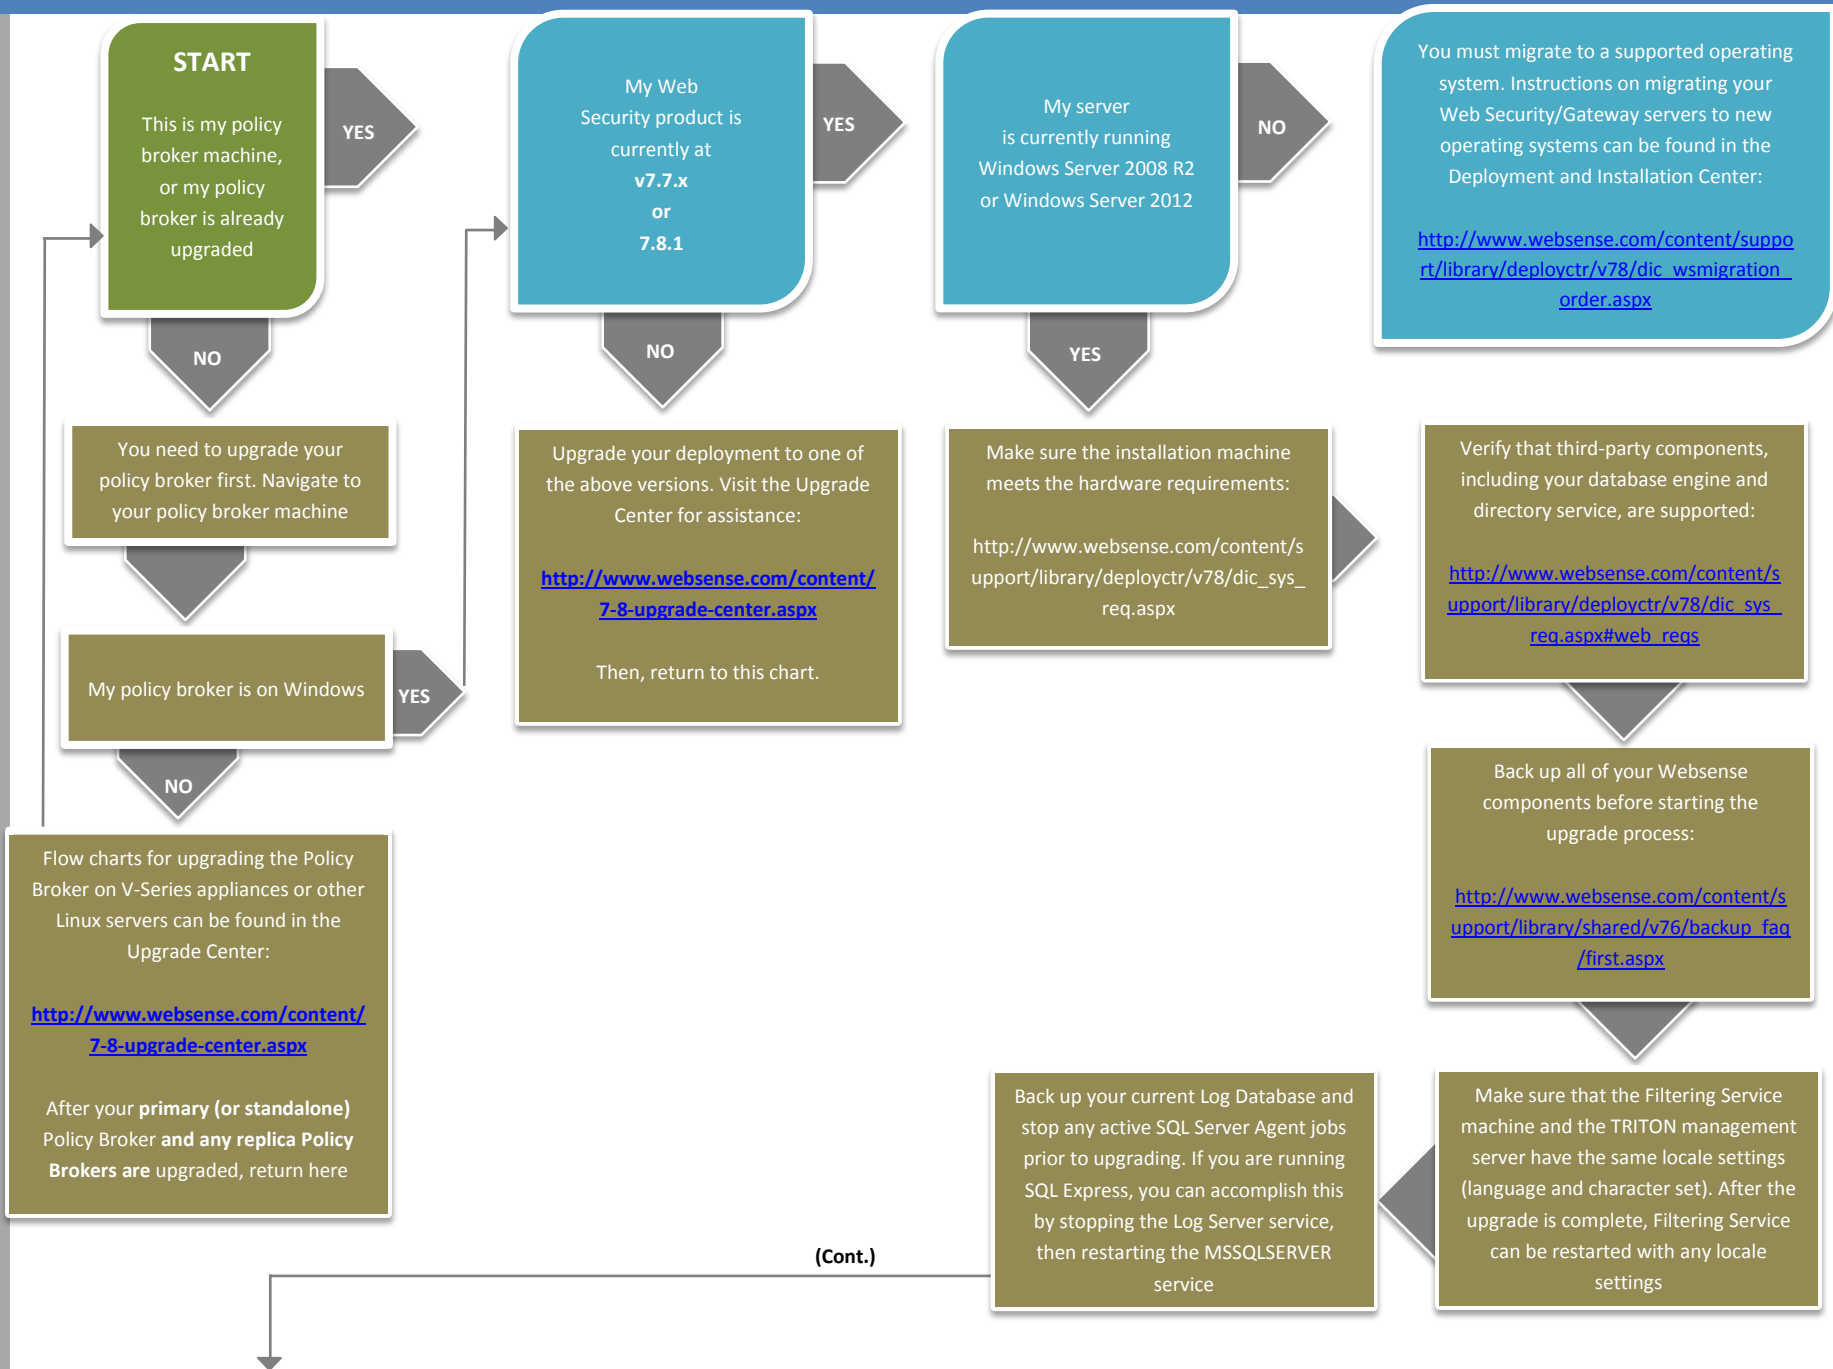 START
This is my policy
broker machine,
or my policy
broker is already
upgraded
YES
NO
My Web
Security product is
currently at
v7.7.x
or
7.8.1
YES
NO
My server
is currently running
Windows Server 2008 R2
or Windows Server 2012
NO
YES
You must migrate to a supported operating
system. Instructions on migrating your
Web Security/Gateway servers to new
operating systems can be found in the
Deployment and Installation Center:
http://www.websense.com/content/suppo
rt/library/deployctr/v78/dic_wsmigration_
order.aspx
You need to upgrade your
policy broker first. Navigate to
your policy broker machine
My policy broker is on Windows
YES
NO
Flow charts for upgrading the Policy
Broker on V-Series appliances or other
Linux servers can be found in the
Upgrade Center:
http://www.websense.com/content/
7-8-upgrade-center.aspx
After your primary (or standalone)
Policy Broker and any replica Policy
Brokers are upgraded, return here
Upgrade your deployment to one of
the above versions. Visit the Upgrade
Center for assistance:
http://www.websense.com/content/
7-8-upgrade-center.aspx
Then, return to this chart.
Make sure the installation machine
meets the hardware requirements:
http://www.websense.com/content/s
upport/library/deployctr/v78/dic_sys_
req.aspx
Verify that third-party components,
including your database engine and
directory service, are supported:
http://www.websense.com/content/s
upport/library/deployctr/v78/dic_sys_
req.aspx#web_reqs
Back up all of your Websense
components before starting the
upgrade process:
http://www.websense.com/content/s
upport/library/shared/v76/backup_faq
/first.aspx
Make sure that the Filtering Service
machine and the TRITON management
server have the same locale settings
(language and character set). After the
upgrade is complete, Filtering Service
can be restarted with any locale
settings
Back up your current Log Database and
stop any active SQL Server Agent jobs
prior to upgrading. If you are running
SQL Express, you can accomplish this
by stopping the Log Server service,
then restarting the MSSQLSERVER
service
(Cont.)